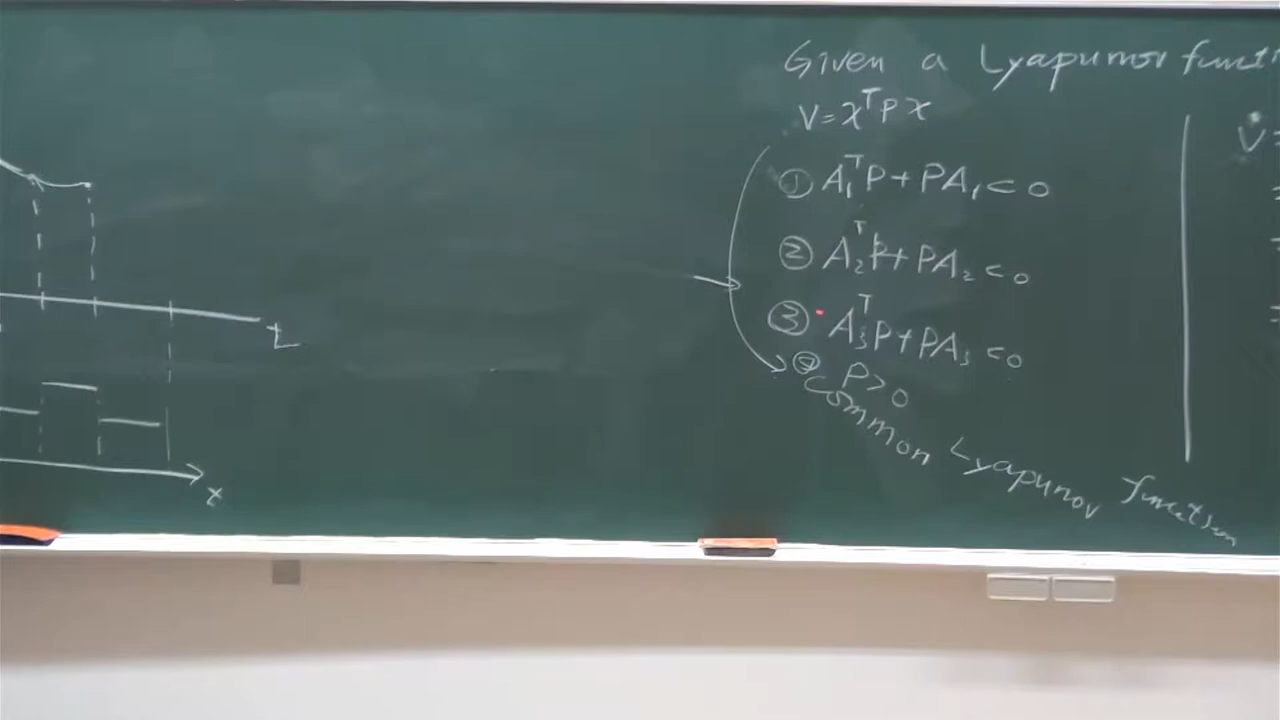 Given a Lyapunov functi
V=x^T P x
① A₁^T P + PA₁ < 0
② A₂^T P + PA₂ < 0
③ A₃^T P + PA₃ < 0
④ P > 0
common Lyapunov function
V̇=
t
x